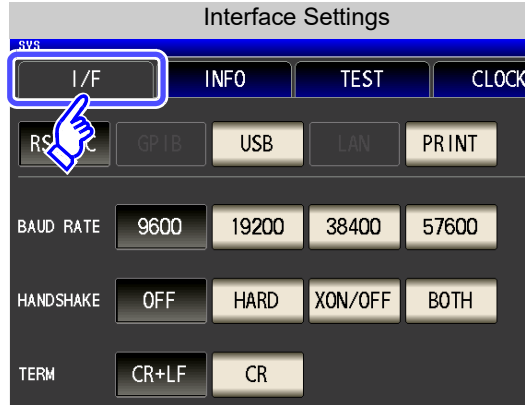 Interface Settings
SYS
I/F INFO TEST CLOCK
GPIB USB LAN PRINT
BAUD RATE 9600 19200 38400 57600
HANDSHAKE OFF HARD XON/OFF BOTH
TERM CR+LF CR